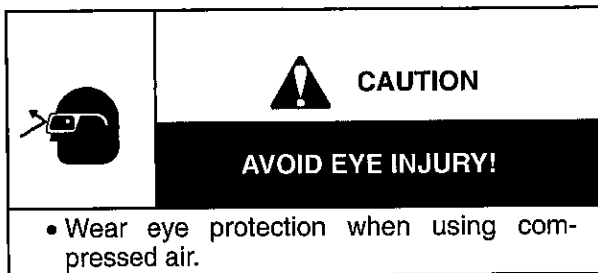 CAUTION
AVOID EYE INJURY!
• Wear eye protection when using com-
pressed air.